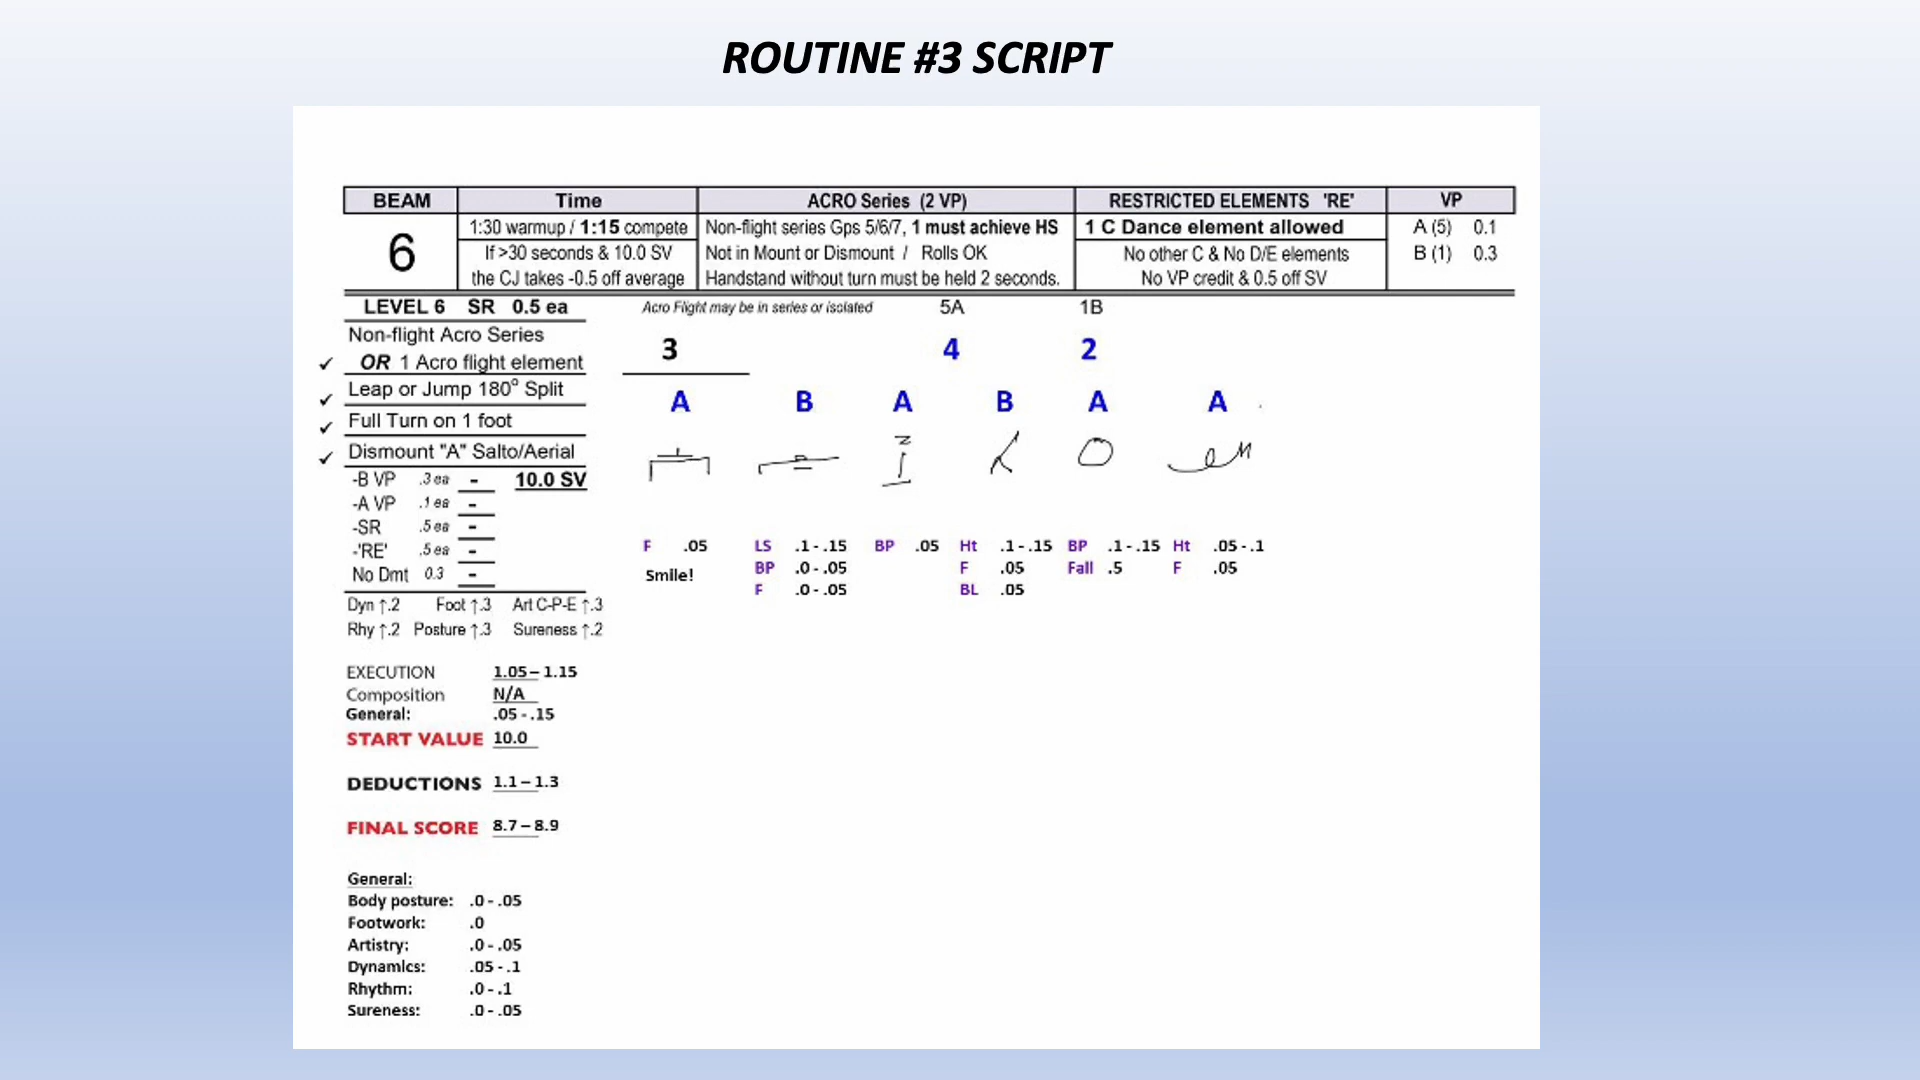 ROUTINE #3 SCRIPT
BEAM Time ACRO Series (2 VP) RESTRICTED ELEMENTS 'RE' VP
6
1:30 warmup / 1:15 compete Non-flight series Gps 5/6/7, 1 must achieve HS 1 C Dance element allowed A (5) 0.1
If >30 seconds & 10.0 SV Not in Mount or Dismount / Rolls OK No other C & No D/E elements B (1) 0.3
the CJ takes -0.5 off average Handstand without turn must be held 2 seconds. No VP credit & 0.5 off SV
LEVEL 6 SR 0.5 ea Acro Flight may be in series or isolated 5A 1B
Non-flight Acro Series 3 4 2
✓ OR 1 Acro flight element
✓ Leap or Jump 180° Split A B A B A A
✓ Full Turn on 1 foot
✓ Dismount "A" Salto/Aerial
-B VP .3 ea - 10.0 SV
-A VP .1 ea -
-SR .5 ea -
-'RE' .5 ea -
No Dmt 0.3 -
F .05 LS .1 - .15 BP .05 Ht .1 - .15 BP .1 - .15 Ht .05 - .1
Smile! BP .0 - .05 F .05 Fall .5 F .05
F .0 - .05 BL .05
Dyn ↑.2 Foot ↑.3 Art C-P-E ↑.3
Rhy ↑.2 Posture ↑.3 Sureness ↑.2
EXECUTION 1.05 – 1.15
Composition N/A
General: .05 - .15
START VALUE 10.0
DEDUCTIONS 1.1 – 1.3
FINAL SCORE 8.7 – 8.9
General:
Body posture: .0 - .05
Footwork: .0
Artistry: .0 - .05
Dynamics: .05 - .1
Rhythm: .0 - .1
Sureness: .0 - .05